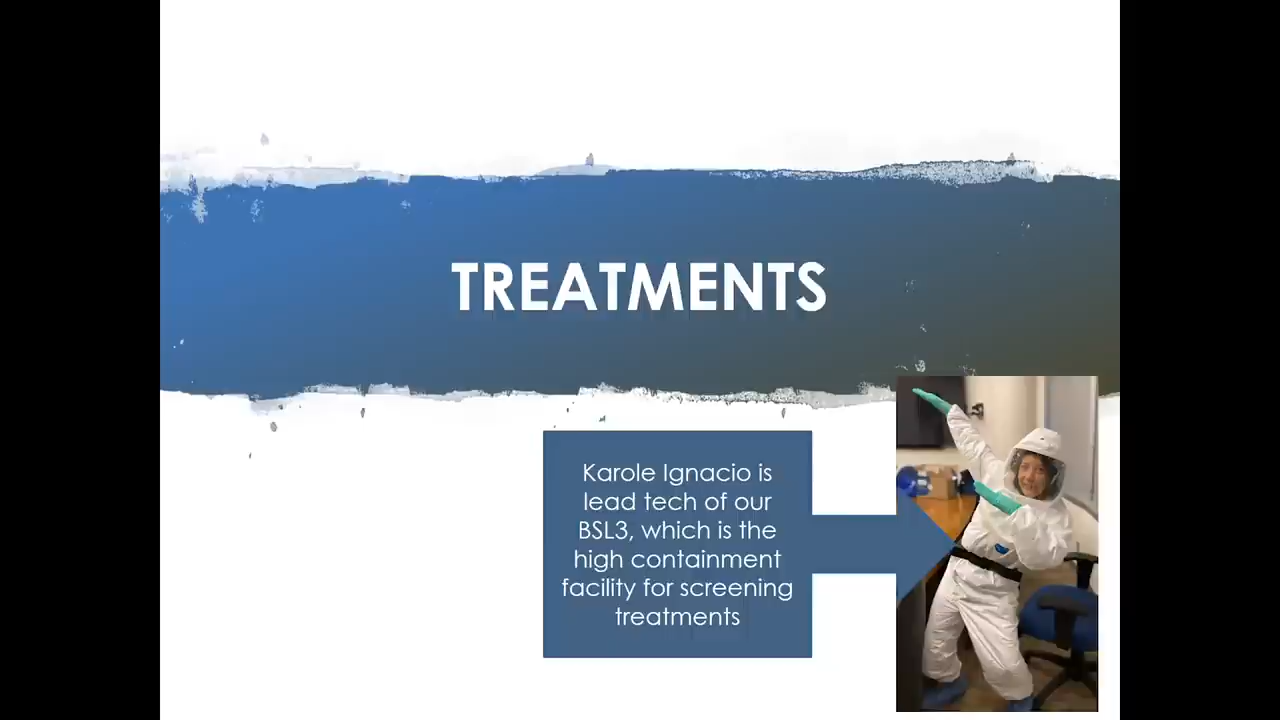 TREATMENTS
Karole Ignacio is
lead tech of our
BSL3, which is the
high containment
facility for screening
treatments